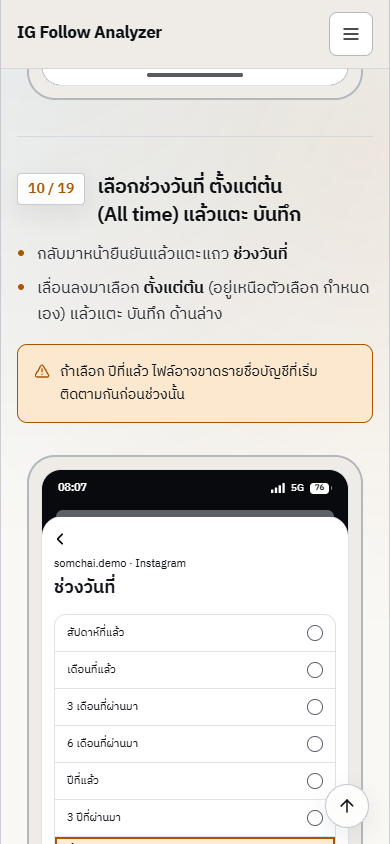 IG Follow Analyzer
10 / 19
เลือกช่วงวันที่ ตั้งแต่ต้น
(All time) แล้วแตะ บันทึก
กลับมาหน้ายืนยันแล้วแตะแถว ช่วงวันที่
เลื่อนลงมาเลือก ตั้งแต่ต้น (อยู่เหนือตัวเลือก กำหนด
เอง) แล้วแตะ บันทึก ด้านล่าง
ถ้าเลือก ปีที่แล้ว ไฟล์อาจขาดรายชื่อบัญชีที่เริ่ม
ติดตามกันก่อนช่วงนั้น
08:07
5G 76
somchai.demo · Instagram
ช่วงวันที่
สัปดาห์ที่แล้ว
เดือนที่แล้ว
3 เดือนที่ผ่านมา
6 เดือนที่ผ่านมา
ปีที่แล้ว
3 ปีที่ผ่านมา